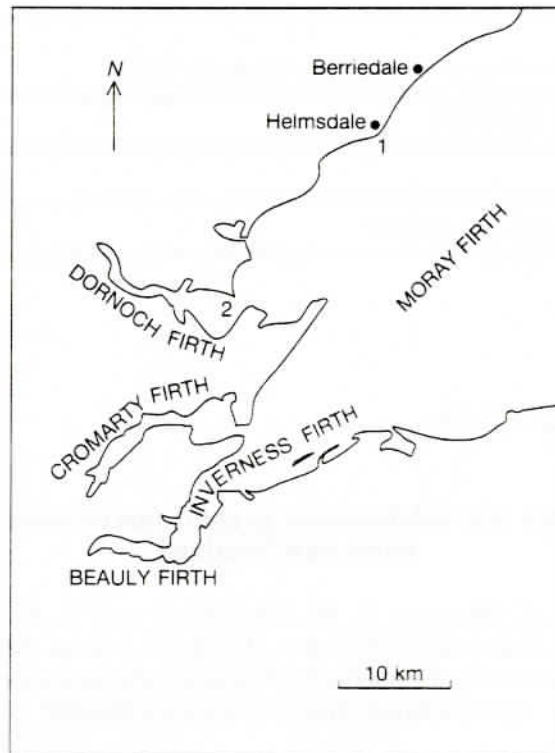 N
Berriedale
Helmsdale
1
MORAY FIRTH
DORNOCH FIRTH
2
CROMARTY FIRTH
INVERNESS FIRTH
BEAULY FIRTH
10 km